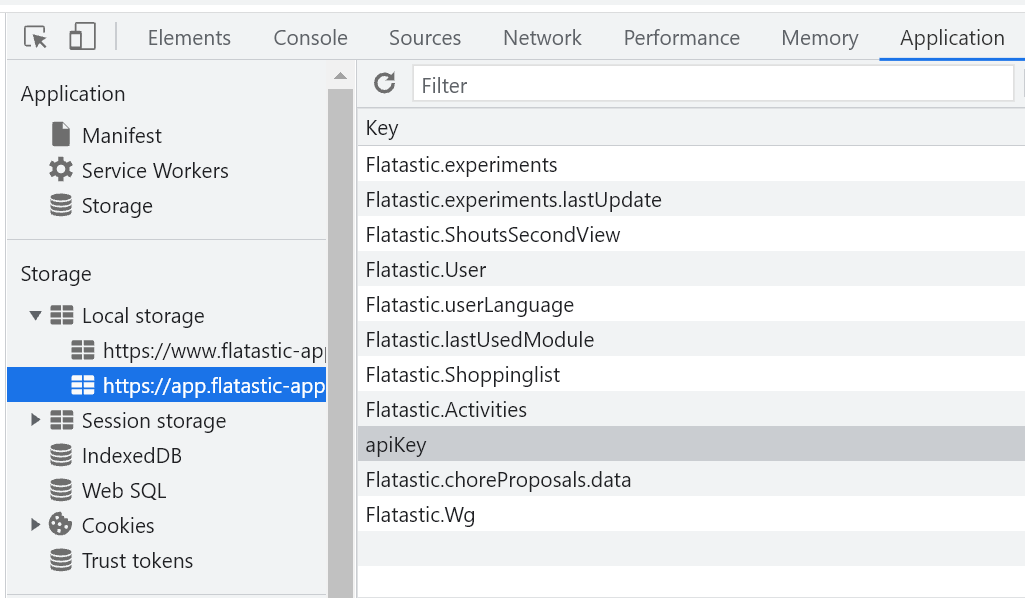 Elements Console Sources Network Performance Memory Application
Application
Manifest
Service Workers
Storage
Storage
Local storage
https://www.flatastic-app
https://app.flatastic-app
Session storage
IndexedDB
Web SQL
Cookies
Trust tokens
Filter
Key
Flatastic.experiments
Flatastic.experiments.lastUpdate
Flatastic.ShoutsSecondView
Flatastic.User
Flatastic.userLanguage
Flatastic.lastUsedModule
Flatastic.Shoppinglist
Flatastic.Activities
apiKey
Flatastic.choreProposals.data
Flatastic.Wg